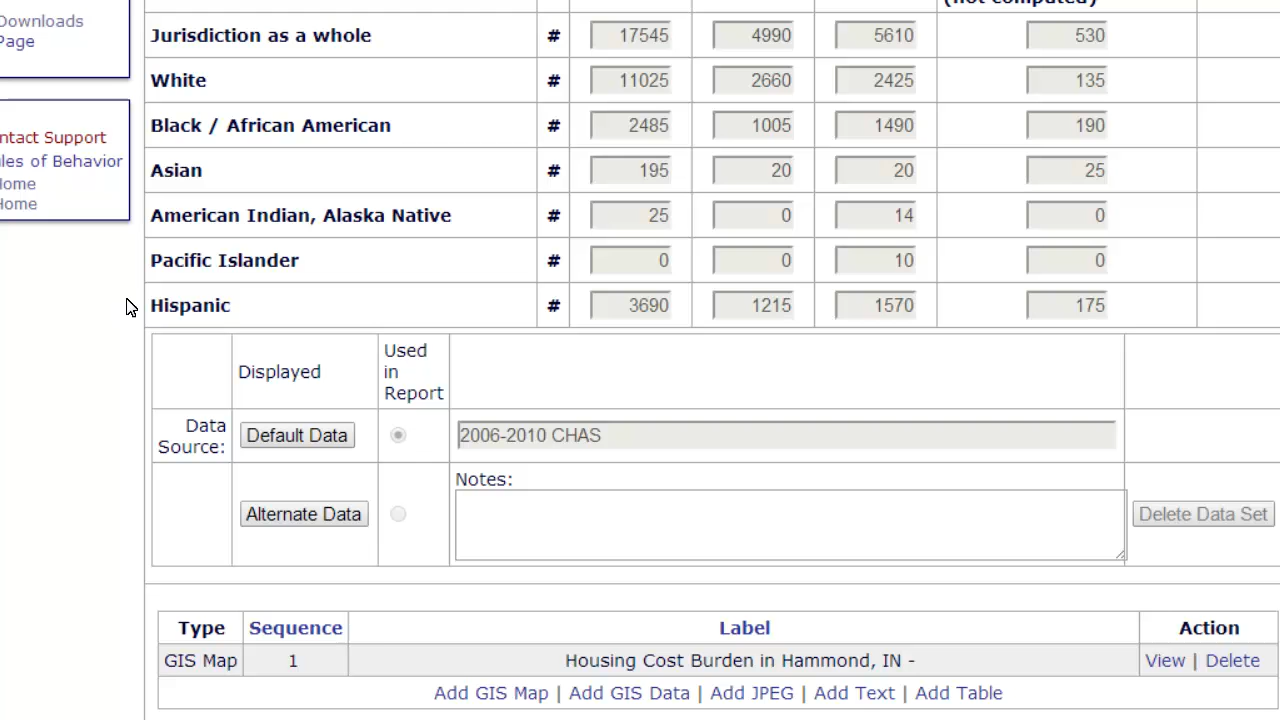 (not computed)
Downloads
Page
ntact Support
les of Behavior
Home
Home
Jurisdiction as a whole # 17545 4990 5610 530
White # 11025 2660 2425 135
Black / African American # 2485 1005 1490 190
Asian # 195 20 20 25
American Indian, Alaska Native # 25 0 14 0
Pacific Islander # 0 0 10 0
Hispanic # 3690 1215 1570 175
Displayed
Used
in
Report
Data
Source:
Default Data
2006-2010 CHAS
Alternate Data
Notes:
Delete Data Set
Type Sequence Label Action
GIS Map 1 Housing Cost Burden in Hammond, IN - View | Delete
Add GIS Map | Add GIS Data | Add JPEG | Add Text | Add Table